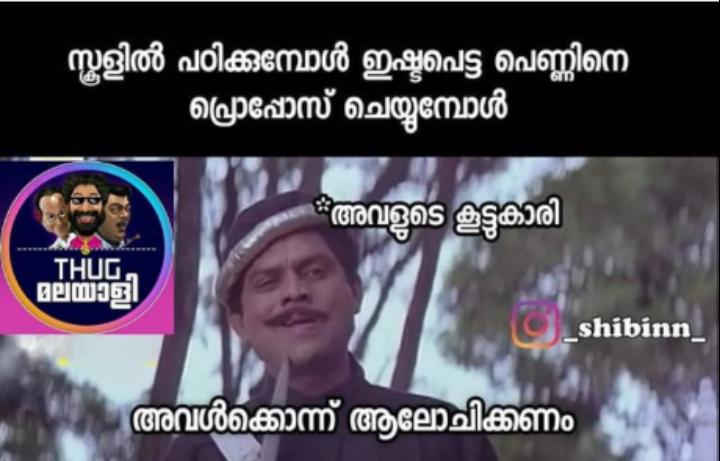 സ്കൂളിൽ പഠിക്കുമ്പോൾ ഇഷ്ടപെട്ട പെണ്ണിനെ
പ്രൊപ്പോസ് ചെയ്യുമ്പോൾ
*അവളുടെ കൂട്ടുകാരി
THUG
മലയാളി
_shibinn_
അവൾക്കൊന്ന് ആലോചിക്കണം